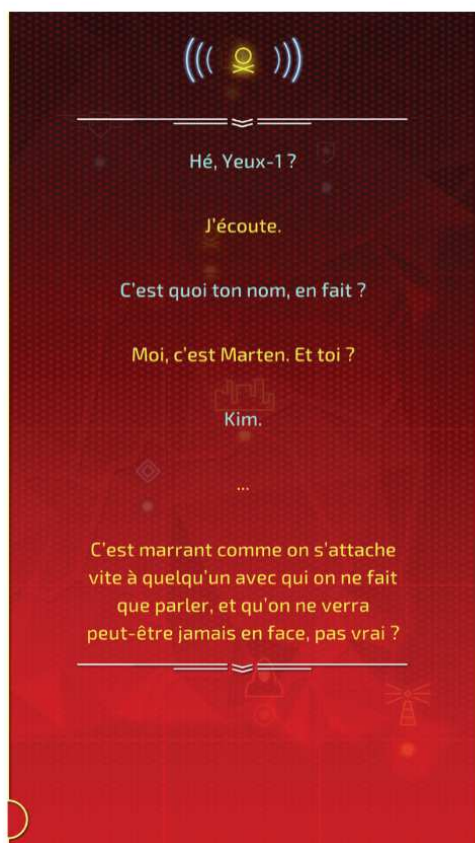 Hé, Yeux-1 ?
J'écoute.
C'est quoi ton nom, en fait ?
Moi, c'est Marten. Et toi ?
Kim.
...
C'est marrant comme on s'attache
vite à quelqu'un avec qui on ne fait
que parler, et qu'on ne verra
peut-être jamais en face, pas vrai ?